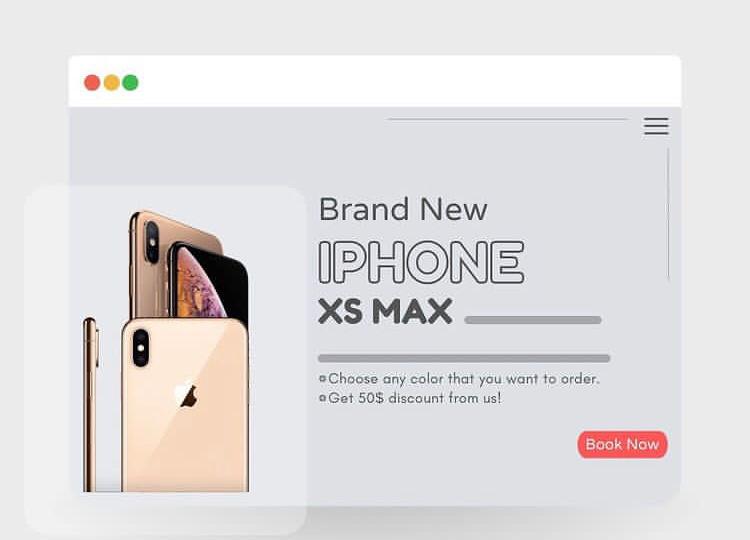 Brand New
IPHONE
XS MAX
Choose any color that you want to order.
Get 50$ discount from us!
Book Now